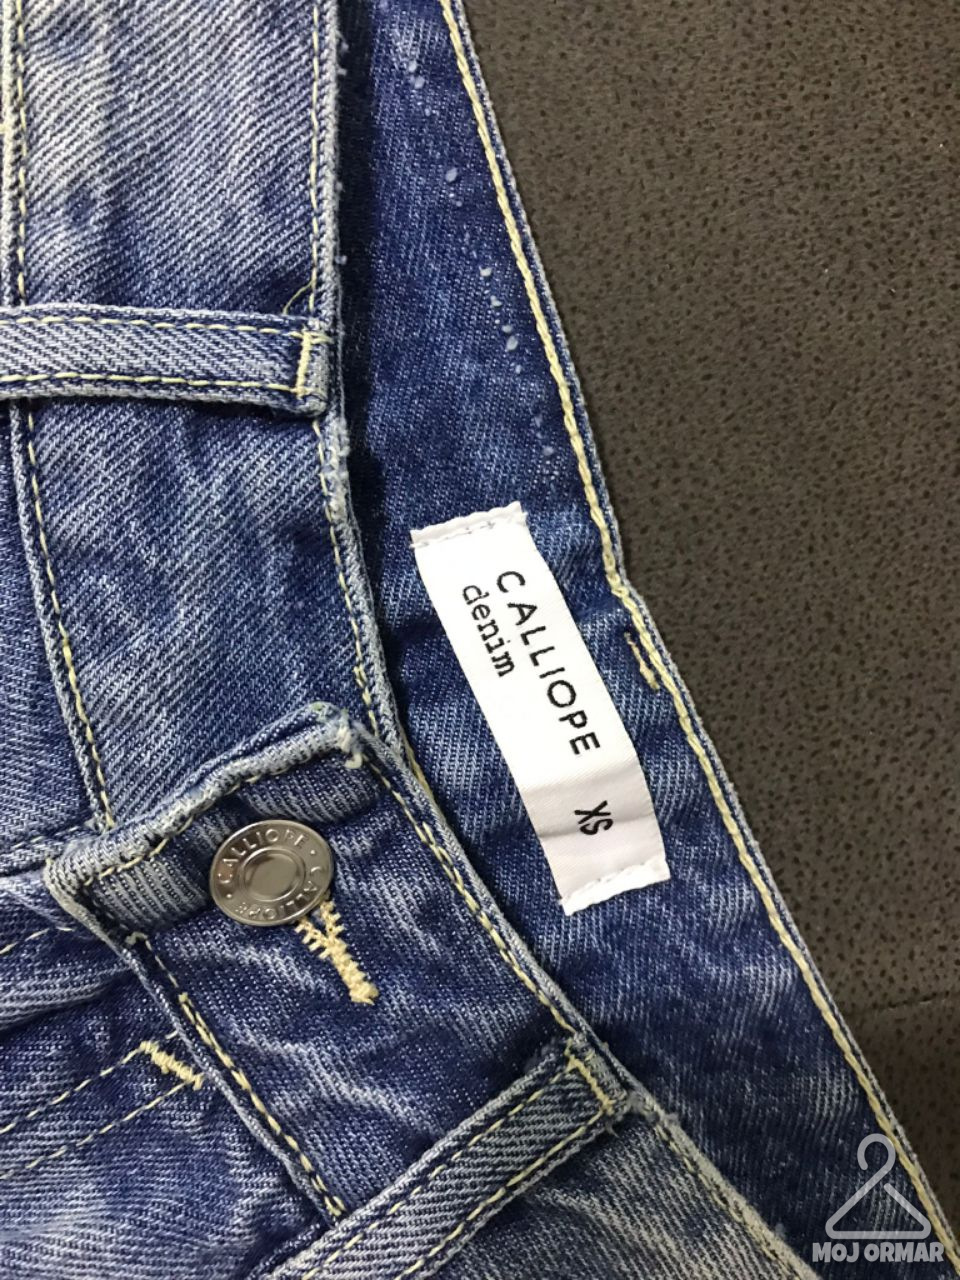 CALLIOPE
denim
XS
CALLIOPE • CALLIOPE •
MOJ ORMAR